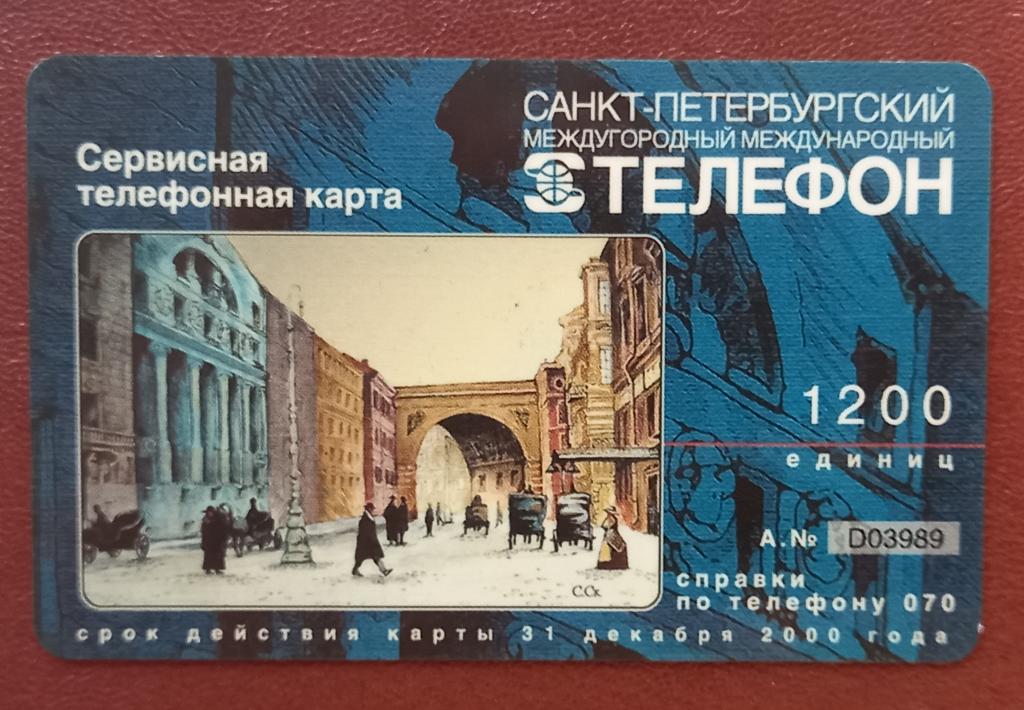 САНКТ-ПЕТЕРБУРГСКИЙ
МЕЖДУГОРОДНЫЙ МЕЖДУНАРОДНЫЙ
ТЕЛЕФОН
Сервисная
телефонная карта
1200
единиц
А.№ D03989
справки
по телефону 070
С.Ск
срок действия карты 31 декабря 2000 года